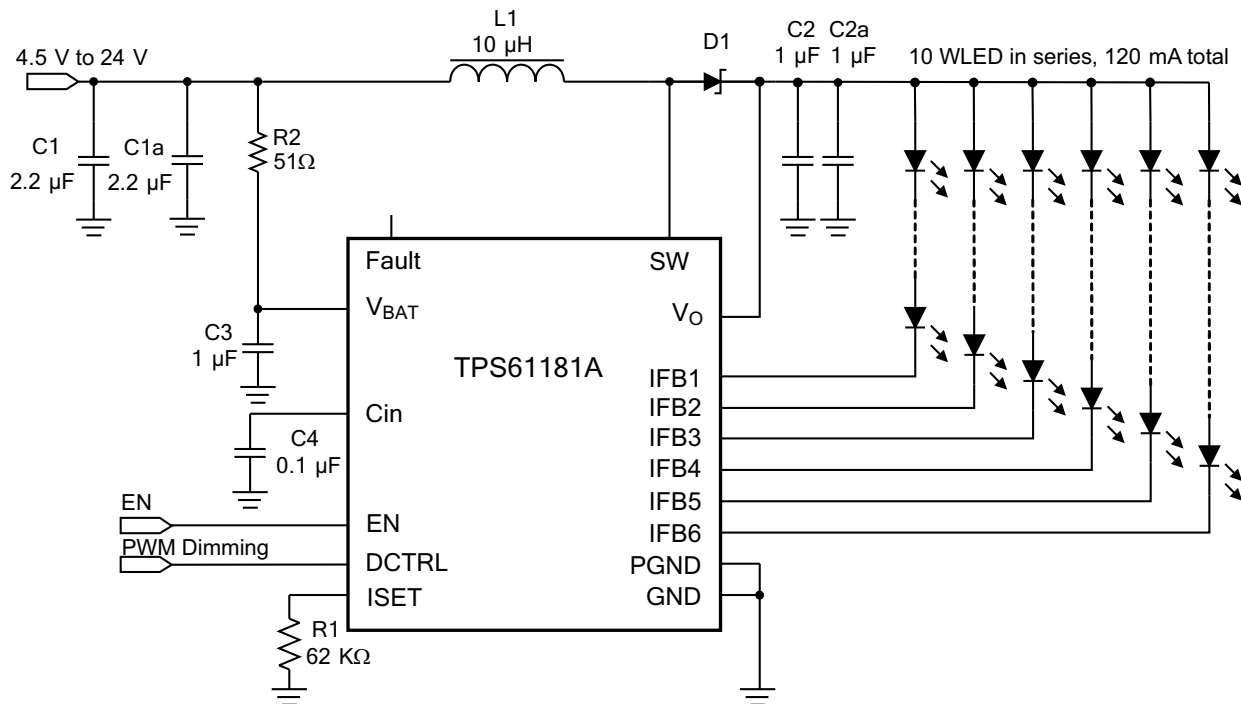 4.5 V to 24 V
L1
10 µH
D1
C2
1 µF
C2a
1 µF
10 WLED in series, 120 mA total
C1
2.2 µF
C1a
2.2 µF
R2
51Ω
Fault
SW
VBAT
VO
C3
1 µF
TPS61181A
IFB1
IFB2
IFB3
IFB4
IFB5
IFB6
Cin
C4
0.1 µF
EN
EN
PWM Dimming
DCTRL
PGND
ISET
GND
R1
62 KΩ